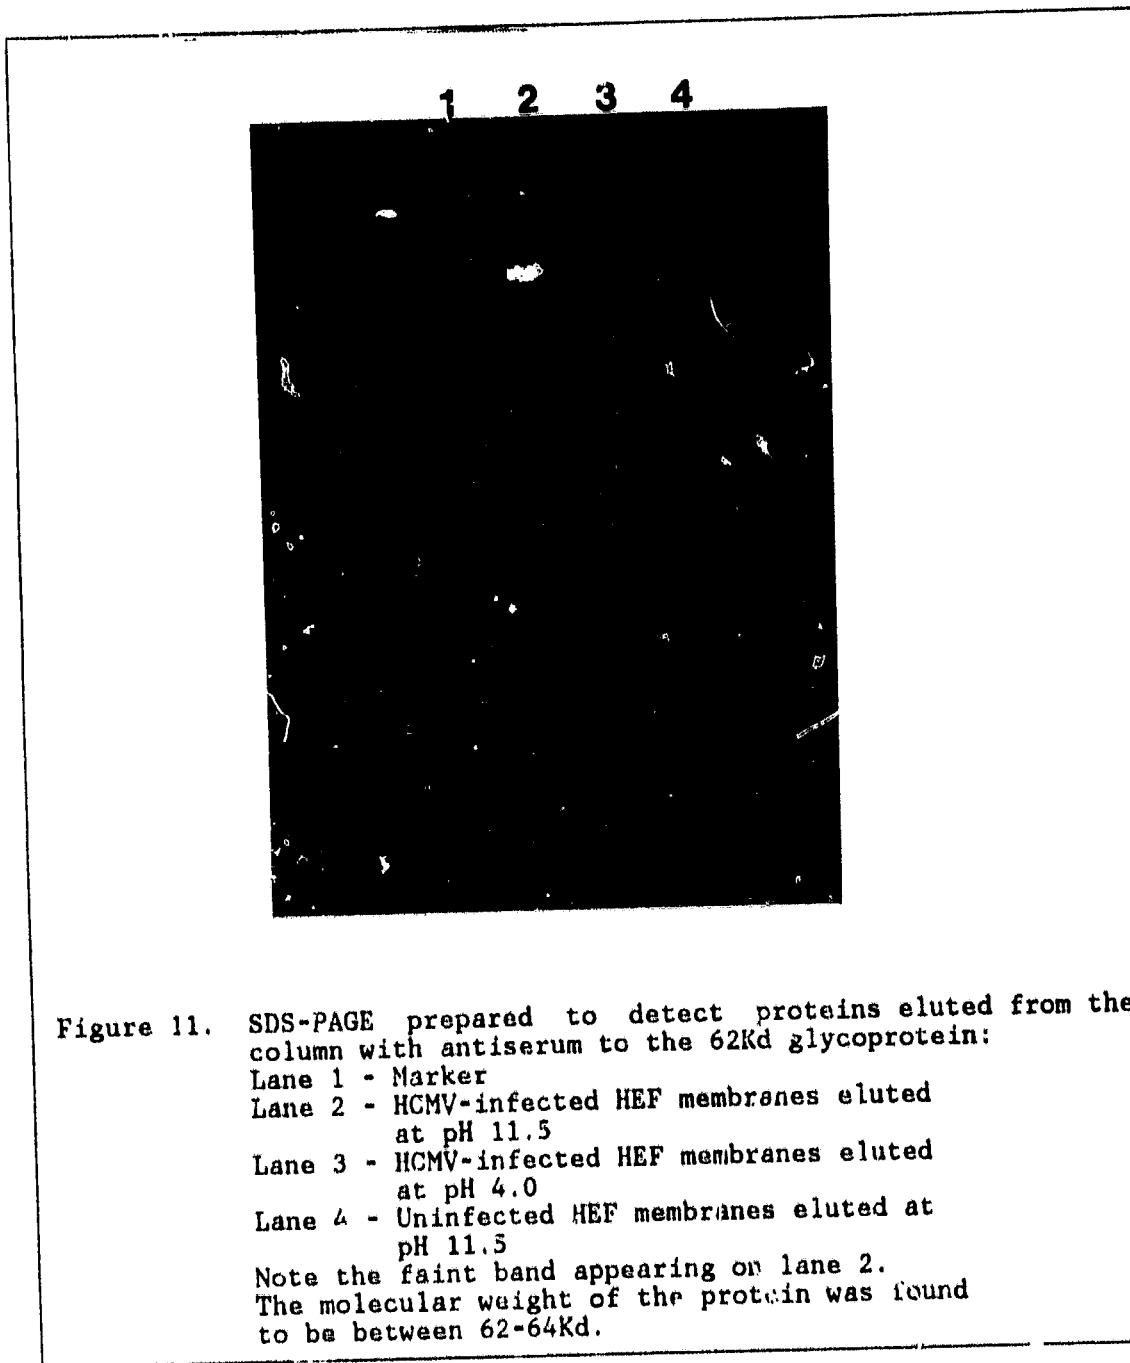 1 2 3 4
Figure 11. SDS-PAGE prepared to detect proteins eluted from the
column with antiserum to the 62Kd glycoprotein:
Lane 1 - Marker
Lane 2 - HCMV-infected HEF membranes eluted
at pH 11.5
Lane 3 - HCMV-infected HEF membranes eluted
at pH 4.0
Lane 4 - Uninfected HEF membranes eluted at
pH 11.5
Note the faint band appearing on lane 2.
The molecular weight of the protein was found
to be between 62-64Kd.